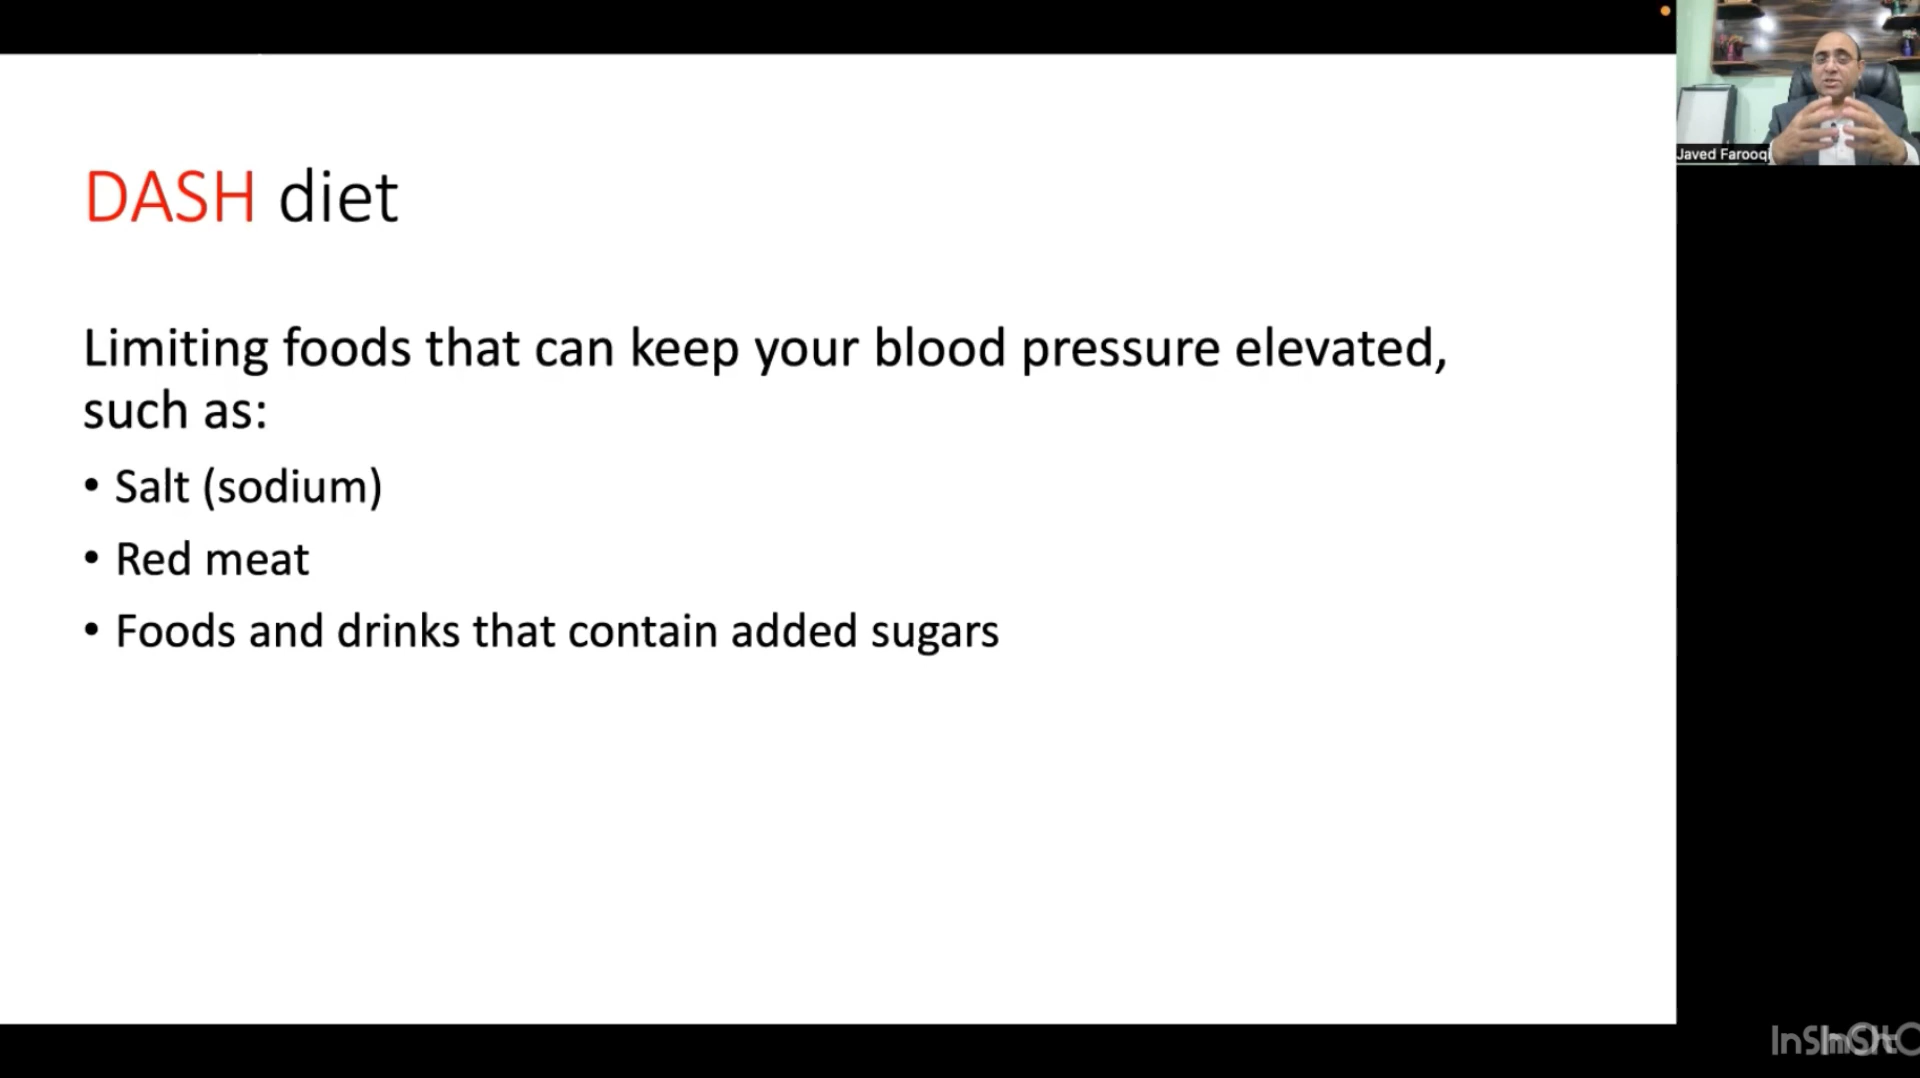 DASH diet
Limiting foods that can keep your blood pressure elevated,
such as:
• Salt (sodium)
• Red meat
• Foods and drinks that contain added sugars
Javed Farooqi